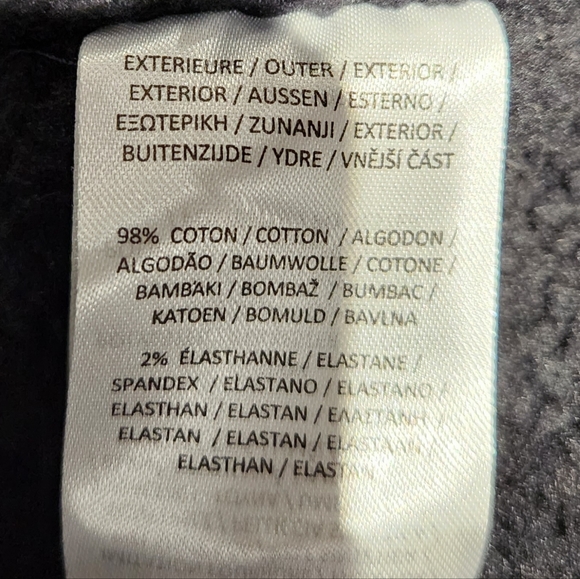 EXTERIEURE / OUTER / EXTERIOR /
EXTERIOR / AUSSEN / ESTERNO /
ΕΞΩΤΕΡΙΚΗ / ZUNANJI / EXTERIOR /
BUITENZIJDE / YDRE / VNĚJŠÍ ČÁST
98% COTON / COTTON / ALGODON /
ALGODÃO / BAUMWOLLE / COTONE /
BAMBAKI / BOMBAŽ / BUMBAC /
KATOEN / BOMULD / BAVLNA
2% ÉLASTHANNE / ELASTANE /
SPANDEX / ELASTANO / ELASTANO /
ELASTHAN / ELASTAN / ΕΛΑΣΤΑΝΗ /
ELASTAN / ELASTAN / ELASTAAN /
ELASTHAN / ELASTAN